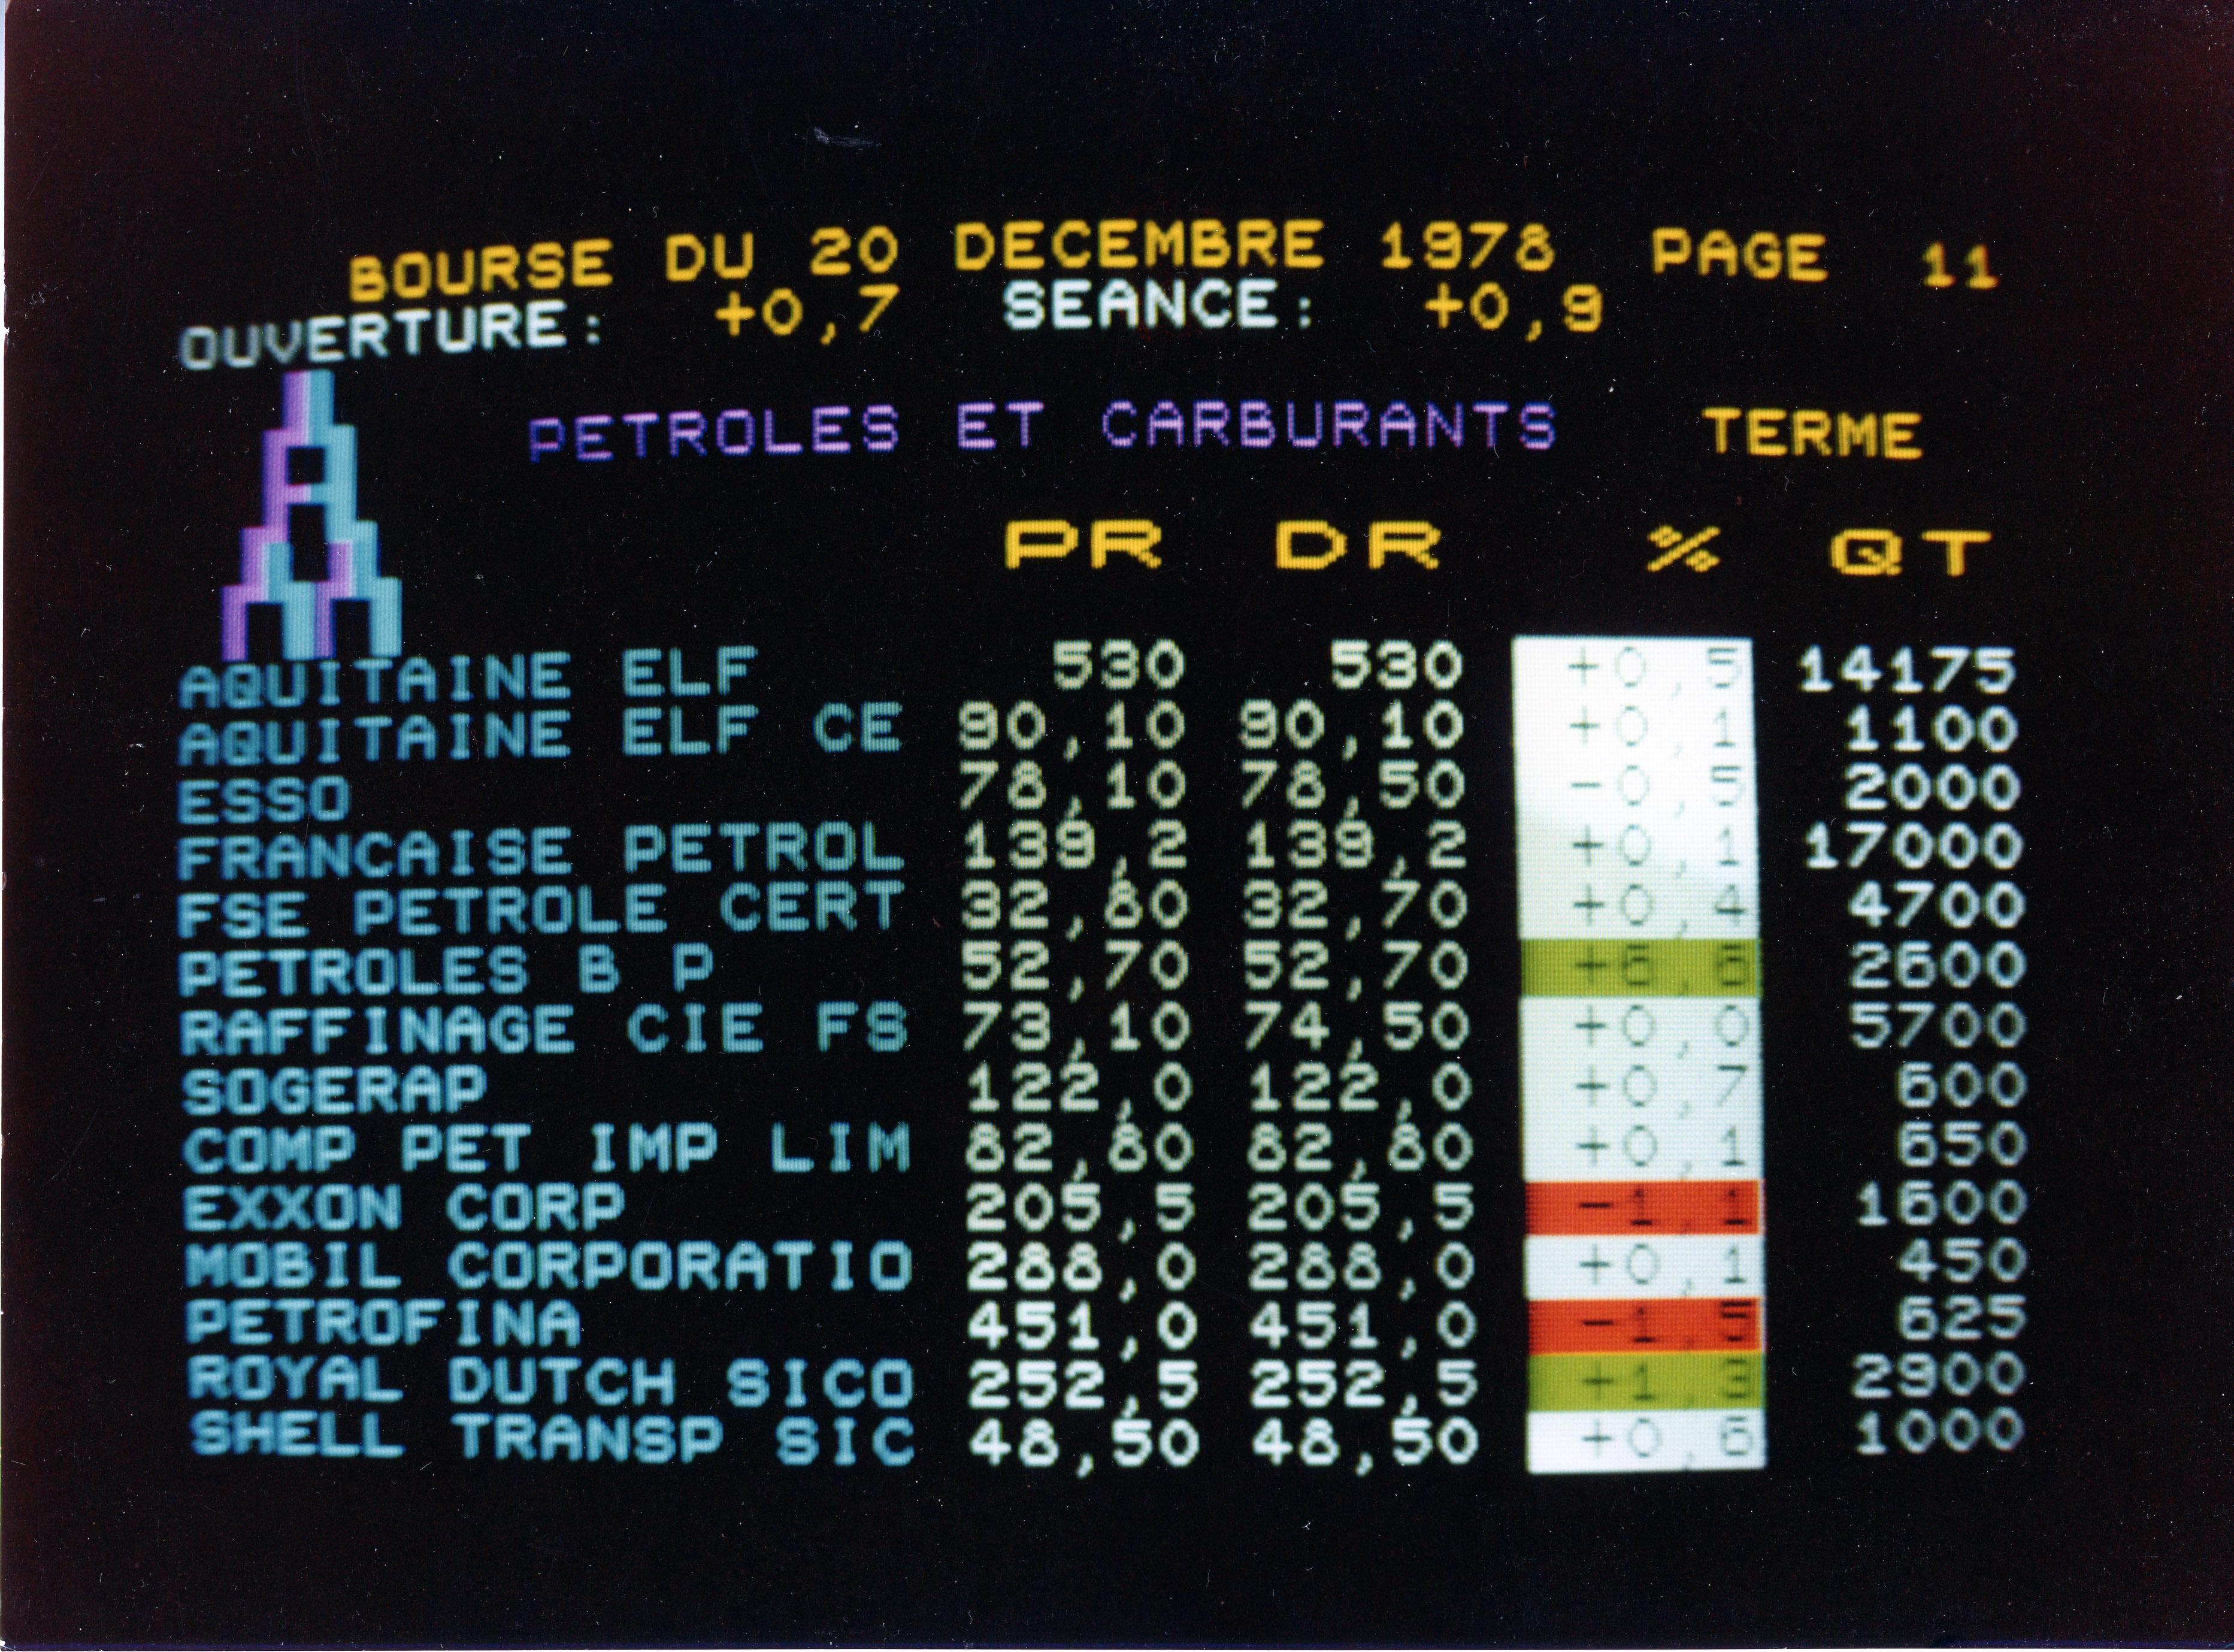 BOURSE DU 20 DECEMBRE 1978 PAGE 11
OUVERTURE: +0,7 SEANCE: +0,9
PETROLES ET CARBURANTS TERME
PR DR % QT
AQUITAINE ELF 530 530 +0,5 14175
AQUITAINE ELF CE 90,10 90,10 +0,1 1100
ESSO 78,10 78,50 -0,5 2000
FRANCAISE PETROL 139,2 139,2 +0,1 17000
FSE PETROLE CERT 32,80 32,70 +0,4 4700
PETROLES B P 52,70 52,70 +6,6 2600
RAFFINAGE CIE FS 73,10 74,50 +0,0 5700
SOGERAP 122,0 122,0 +0,7 600
COMP PET IMP LIM 82,80 82,80 +0,1 650
EXXON CORP 205,5 205,5 -1,1 1600
MOBIL CORPORATIO 288,0 288,0 +0,1 450
PETROFINA 451,0 451,0 -1,5 625
ROYAL DUTCH SICO 252,5 252,5 +1,3 2900
SHELL TRANSP SIC 48,50 48,50 +0,6 1000